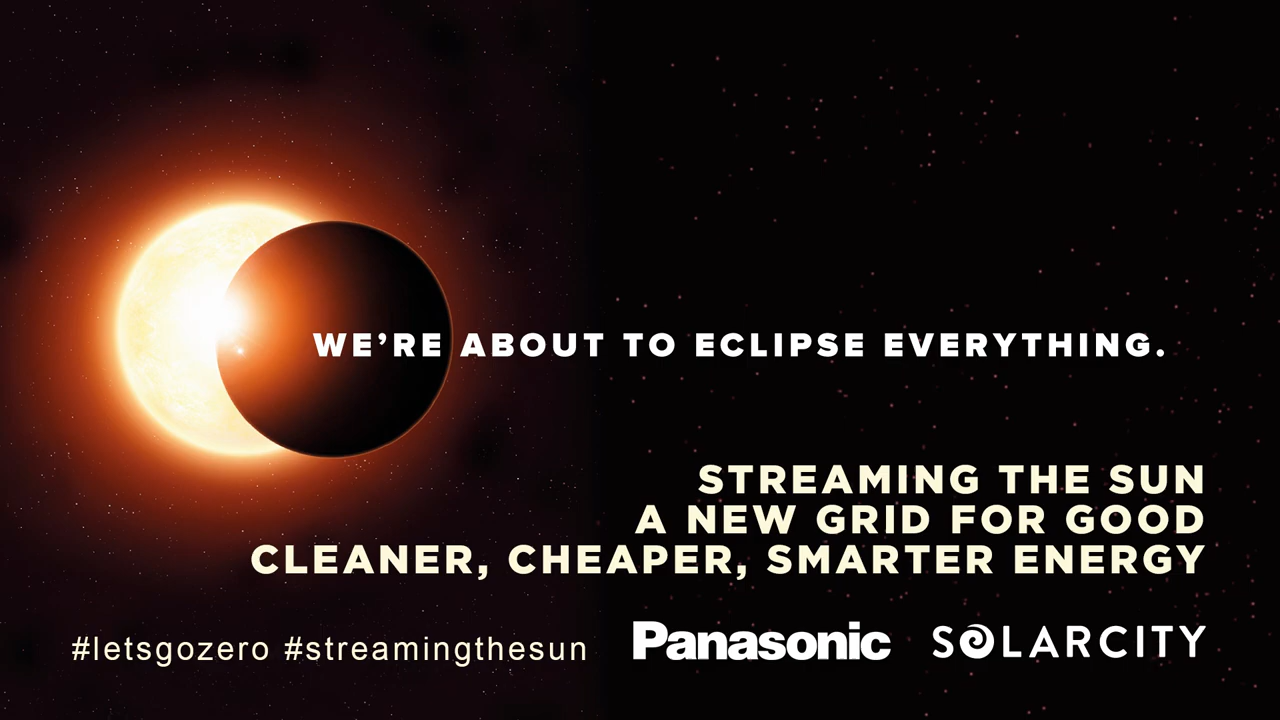 WE’RE ABOUT TO ECLIPSE EVERYTHING.
STREAMING THE SUN
A NEW GRID FOR GOOD
CLEANER, CHEAPER, SMARTER ENERGY
#letsgozero #streamingthesun Panasonic SOLARCITY